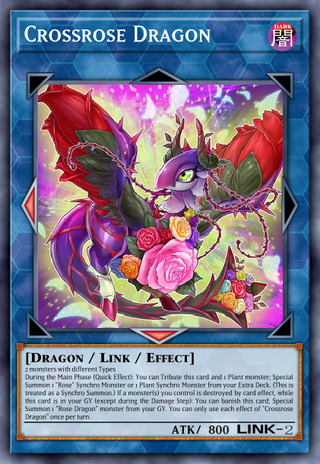 Crossrose Dragon
DARK
闇
[Dragon / Link / Effect]
2 monsters with different Types
During the Main Phase (Quick Effect): You can Tribute this card and 1 Plant monster; Special
Summon 1 "Rose" Synchro Monster or 1 Plant Synchro Monster from your Extra Deck. (This is
treated as a Synchro Summon.) If a monster(s) you control is destroyed by card effect, while
this card is in your GY (except during the Damage Step): You can banish this card; Special
Summon 1 "Rose Dragon" monster from your GY. You can only use each effect of "Crossrose
Dragon" once per turn.
ATK/ 800 LINK-2